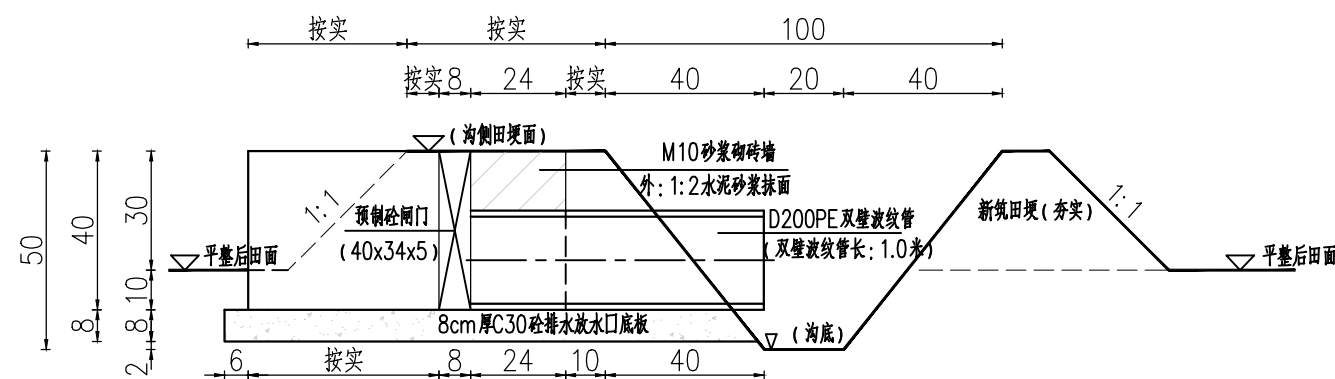 按实 按实 100
按实 8 24 按实 40 20 40
(沟侧田埂面)
M10砂浆砌砖墙
外: 1:2水泥砂浆抹面
1:1
预制砼闸门
(40x34x5)
D200PE双壁波纹管
(双壁波纹管长: 1.0米)
新筑田埂(夯实)
1:1
平整后田面
平整后田面
50
40
8
30
10
8
2
8cm厚C30砼排水放水口底板
(沟底)
6 按实 8 24 10 40